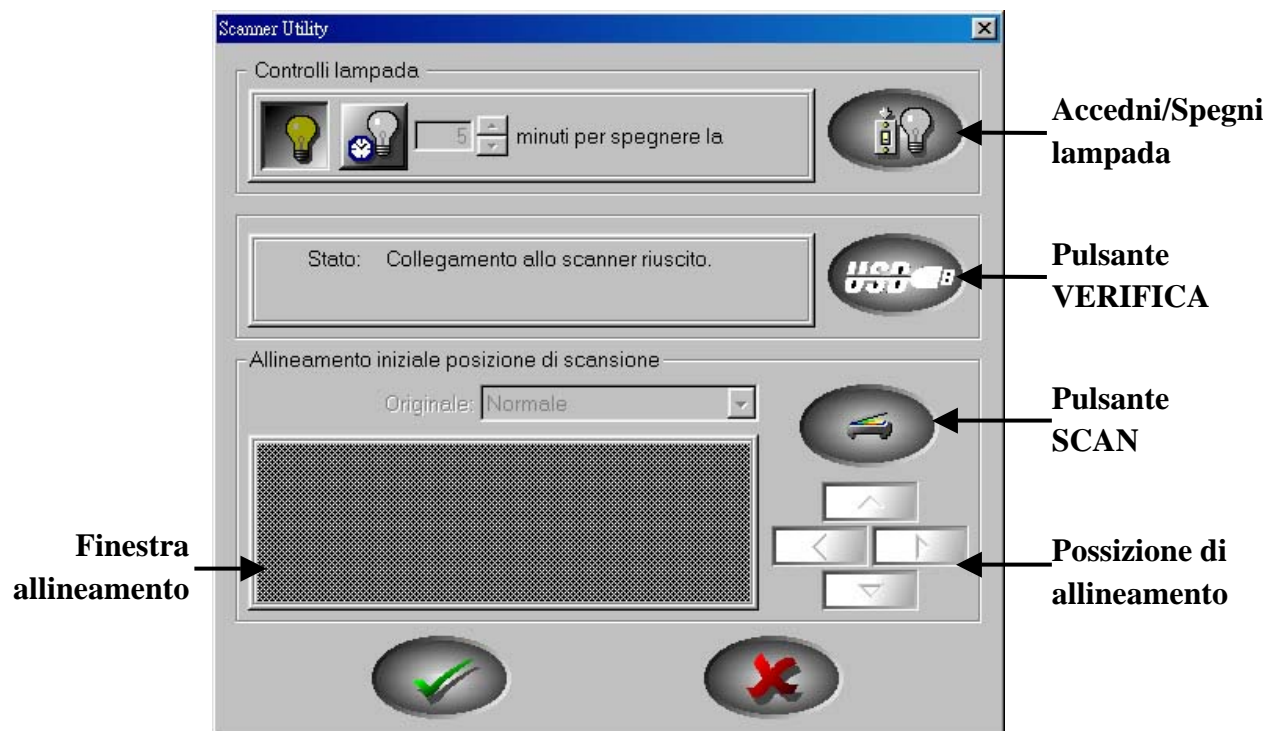 Scanner Utility
Controlli lampada
5 minuti per spegnere la
Accedni/Spegni
lampada
Stato: Collegamento allo scanner riuscito.
USB
Pulsante
VERIFICA
Allineamento iniziale posizione di scansione
Originale: Normale
Pulsante
SCAN
Finestra
allineamento
Possizione di
allineamento